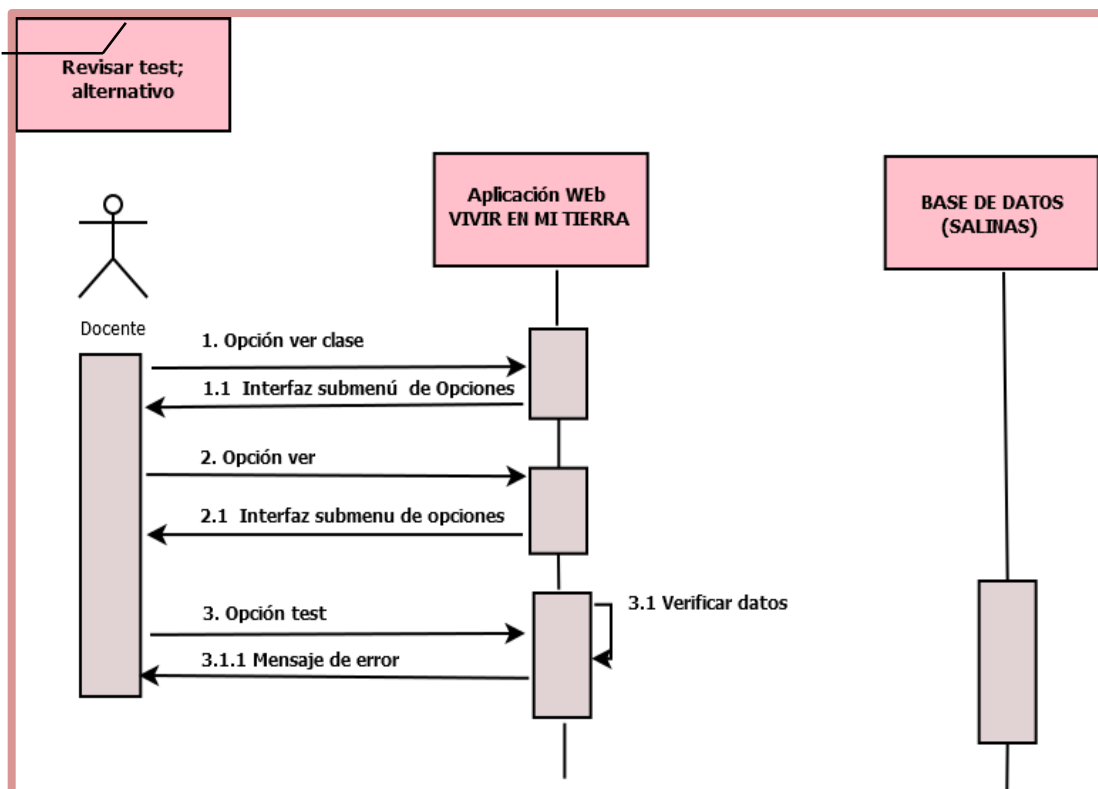 Revisar test;
alternativo
Aplicación WEb
VIVIR EN MI TIERRA
BASE DE DATOS
(SALINAS)
Docente
1. Opción ver clase
1.1 Interfaz submenú de Opciones
2. Opción ver
2.1 Interfaz submenu de opciones
3. Opción test
3.1 Verificar datos
3.1.1 Mensaje de error